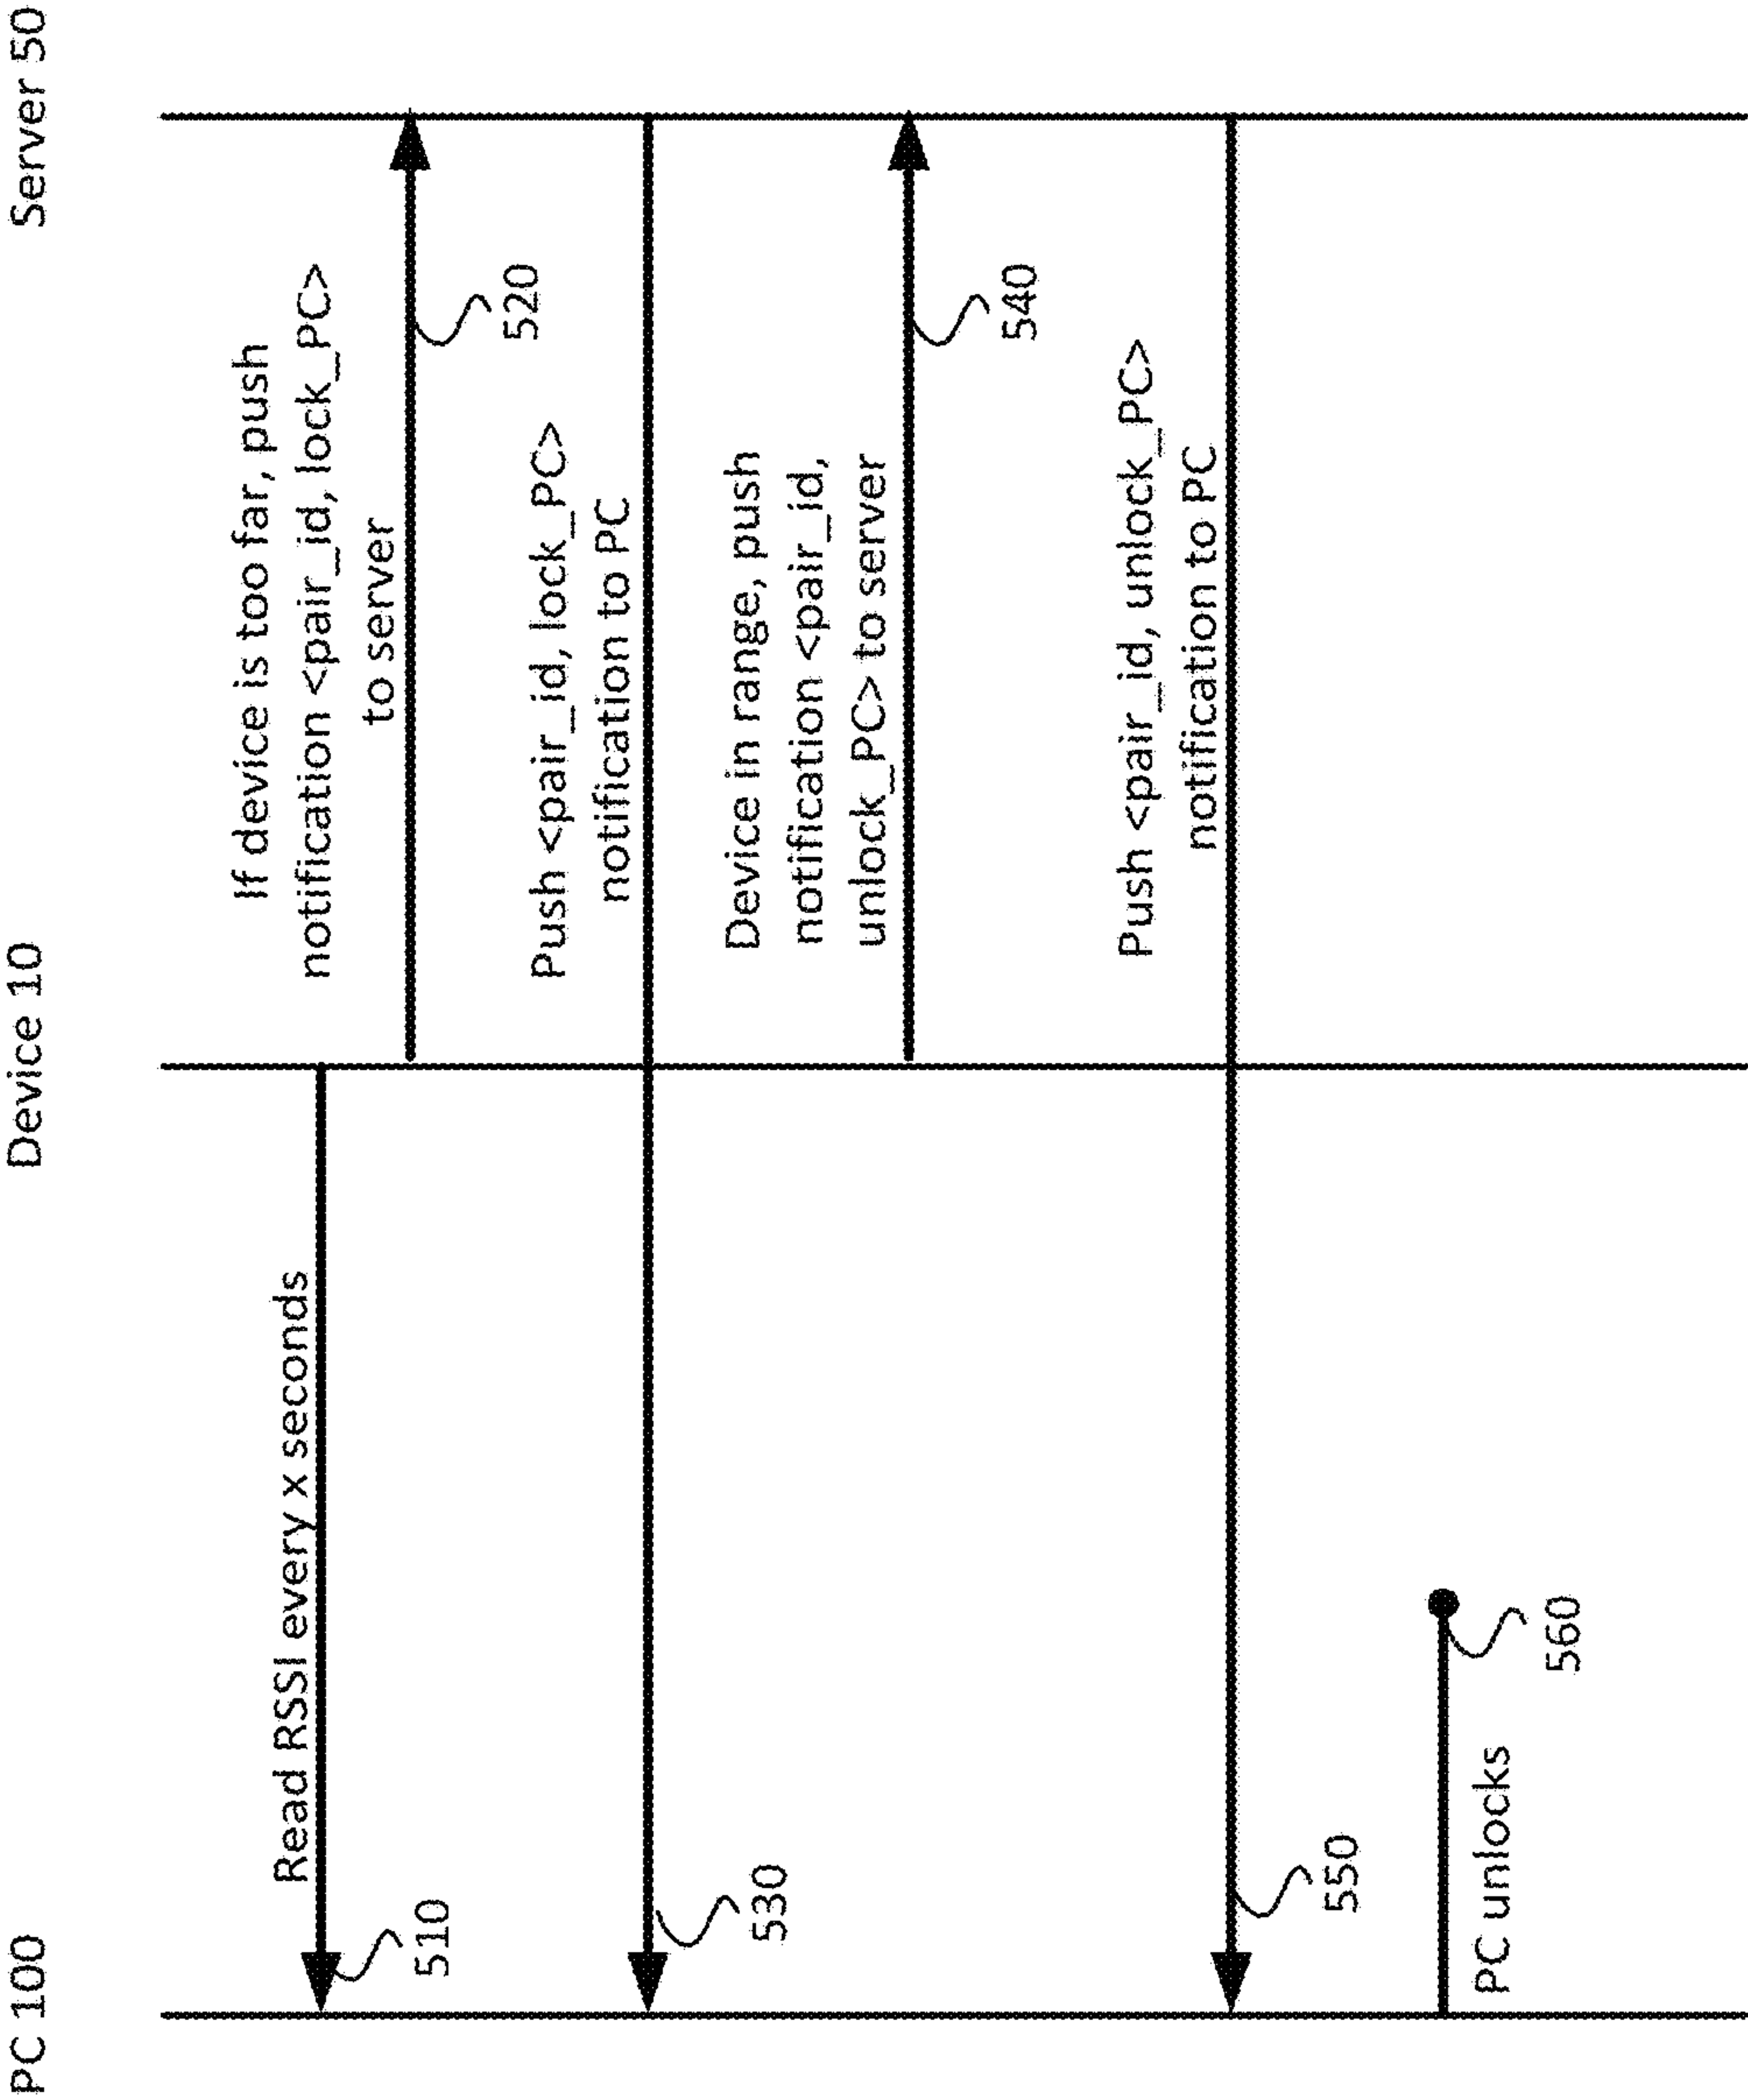 PC 100
Device 10
Server 50
Read RSSI every x seconds
510
If device is too far, push
notification <pair_id, lock_PC>
to server
520
Push <pair_id, lock_PC>
notification to PC
530
Device in range, push
notification <pair_id,
unlock_PC> to server
540
Push <pair_id, unlock_PC>
notification to PC
550
PC unlocks
560